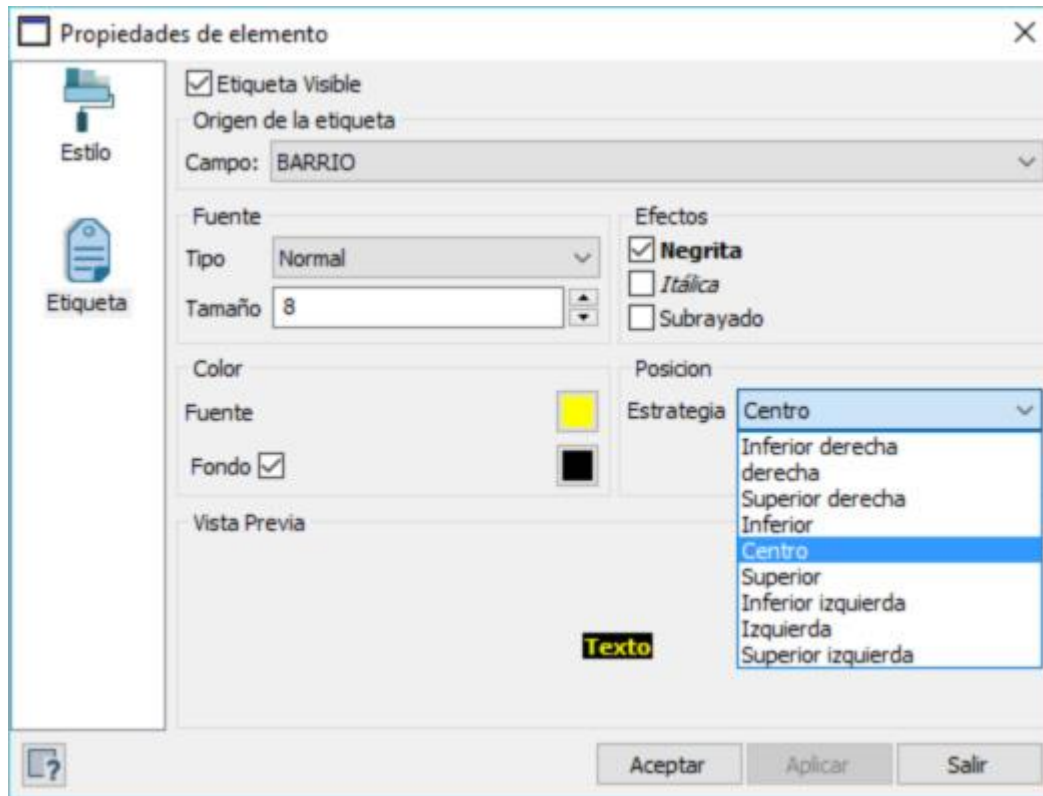 Propiedades de elemento
Estilo
Etiqueta
Etiqueta Visible
Origen de la etiqueta
Campo: BARRIO
Fuente
Tipo Normal
Tamaño 8
Efectos
Negrita
Itálica
Subrayado
Color
Fuente
Fondo
Posicion
Estrategia Centro
Inferior derecha
derecha
Superior derecha
Inferior
Centro
Superior
Inferior izquierda
Izquierda
Superior izquierda
Vista Previa
Texto
?
Aceptar Aplicar Salir